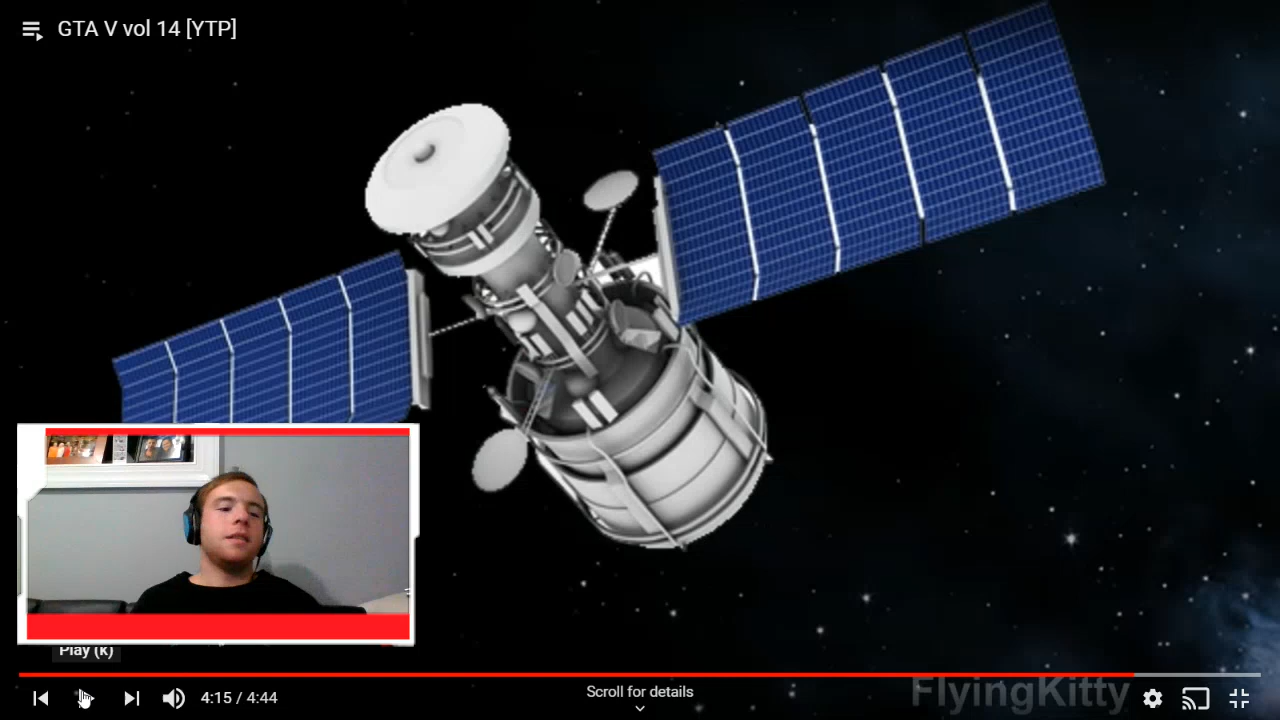 GTA V vol 14 [YTP]
Play (k)
4:15 / 4:44
Scroll for details
FlyingKitty